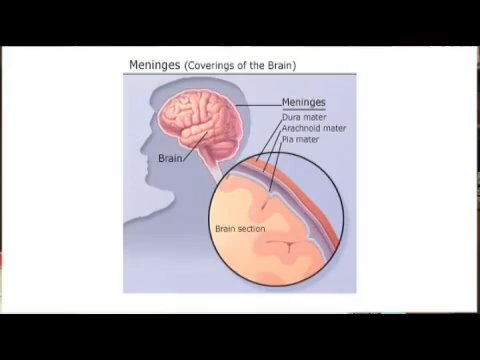 Meninges (Coverings of the Brain)
Meninges
Dura mater
Arachnoid mater
Pia mater
Brain
Brain section